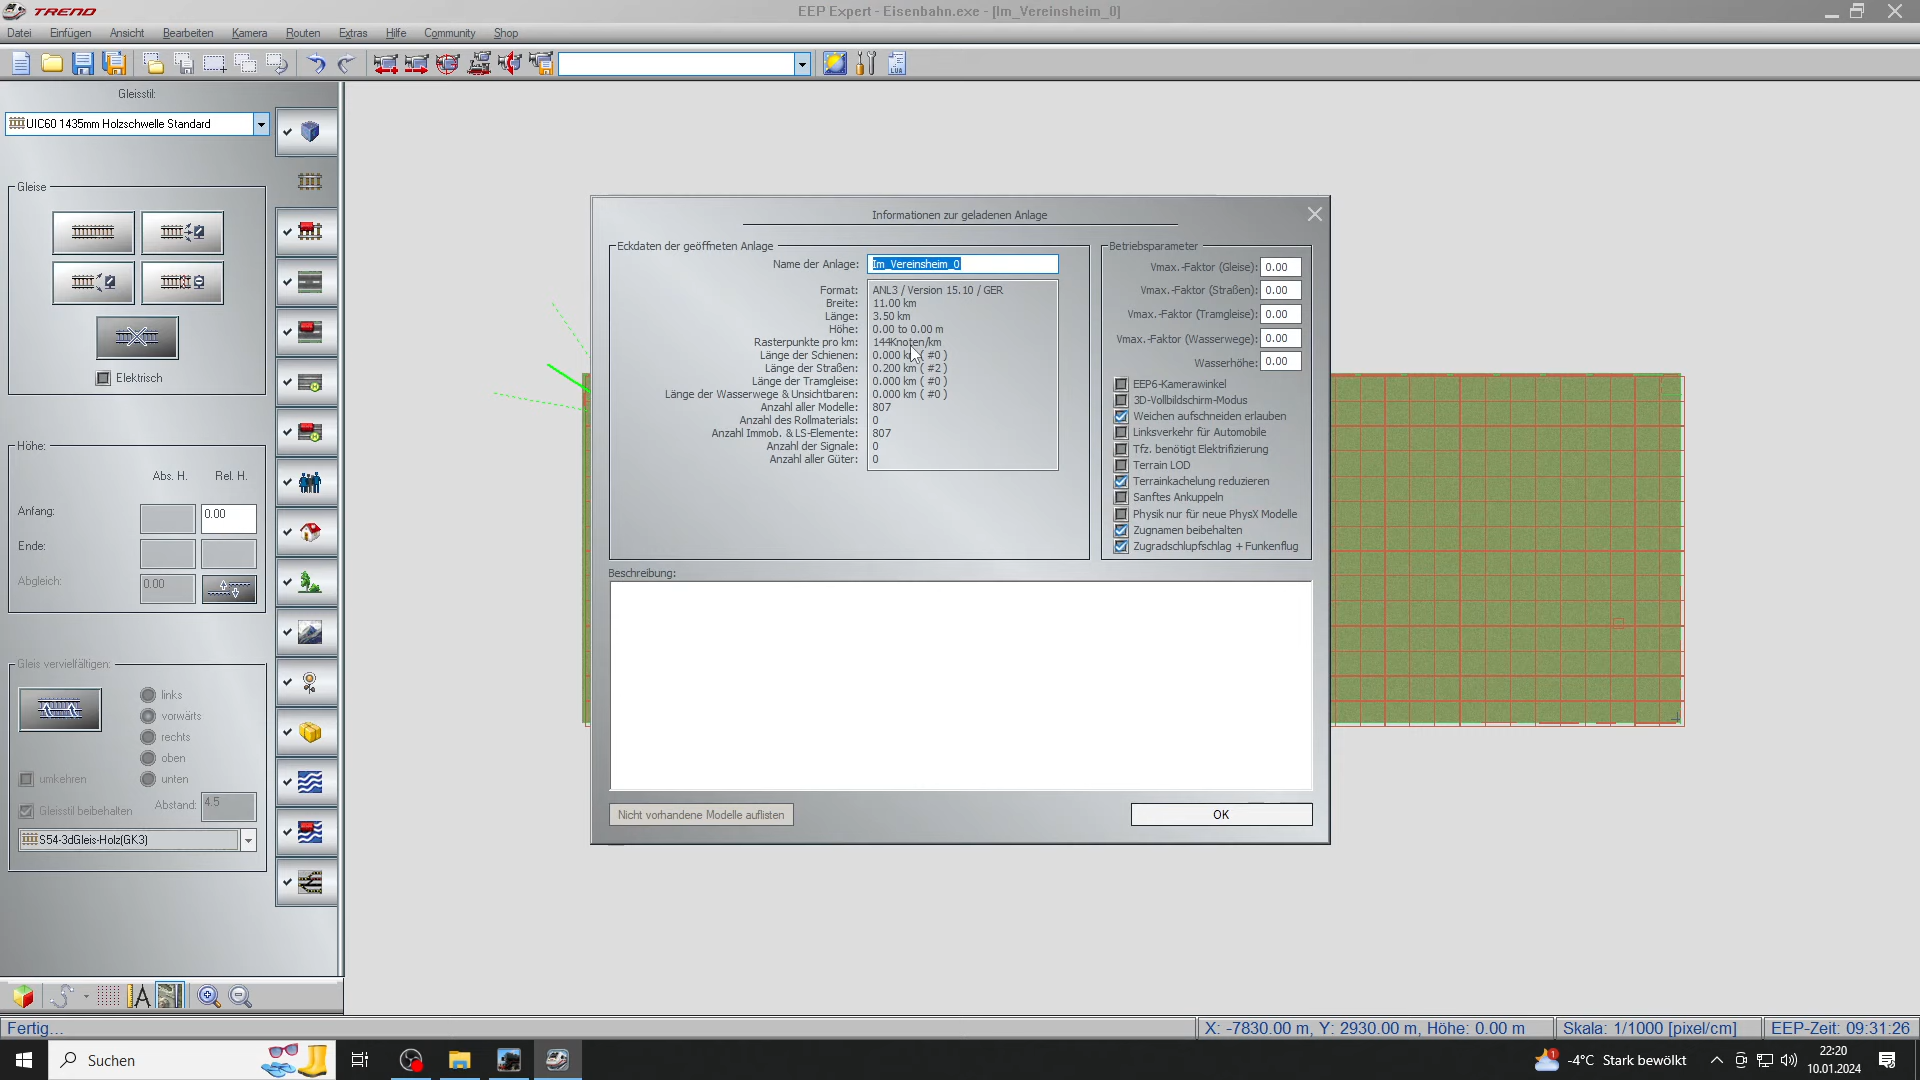 TREND
EEP Expert - Eisenbahn.exe - [Im_Vereinsheim_0]
Datei Einfügen Ansicht Bearbeiten Kamera Routen Extras Hilfe Community Shop
LUA
Gleisstil:
UIC60 1435mm Holzschwelle Standard
Gleise
Elektrisch
Höhe:
Abs. H. Rel. H.
Anfang: 0.00
Ende:
Abgleich: 0.00
Gleis vervielfältigen:
links
vorwärts
rechts
oben
umkehren unten
Gleisstil beibehalten Abstand: 4.5
S54-3dGleis-Holz(GK3)
Informationen zur geladenen Anlage
Eckdaten der geöffneten Anlage
Name der Anlage: Im_Vereinsheim_0
Format: ANL3 / Version 15.10 / GER
Breite: 11.00 km
Länge: 3.50 km
Höhe: 0.00 to 0.00 m
Rasterpunkte pro km: 144Knoten/km
Länge der Schienen: 0.000 km ( #0 )
Länge der Straßen: 0.200 km ( #2 )
Länge der Tramgleise: 0.000 km ( #0 )
Länge der Wasserwege & Unsichtbaren: 0.000 km ( #0 )
Anzahl aller Modelle: 807
Anzahl des Rollmaterials: 0
Anzahl Immob. & LS-Elemente: 807
Anzahl der Signale: 0
Anzahl aller Güter: 0
Betriebsparameter
Vmax.-Faktor (Gleise): 0.00
Vmax.-Faktor (Straßen): 0.00
Vmax.-Faktor (Tramgleise): 0.00
Vmax.-Faktor (Wasserwege): 0.00
Wasserhöhe: 0.00
EEP6-Kamerawinkel
3D-Vollbildschirm-Modus
Weichen aufschneiden erlauben
Linksverkehr für Automobile
Tfz. benötigt Elektrifizierung
Terrain LOD
Terrainkachelung reduzieren
Sanftes Ankuppeln
Physik nur für neue PhysX Modelle
Zugnamen beibehalten
Zugradschlupfschlag + Funkenflug
Beschreibung:
Nicht vorhandene Modelle auflisten
OK
Fertig...
X: -7830.00 m, Y: 2930.00 m, Höhe: 0.00 m
Skala: 1/1000 [pixel/cm]
EEP-Zeit: 09:31:26
Suchen
1
-4°C Stark bewölkt
22:20
10.01.2024